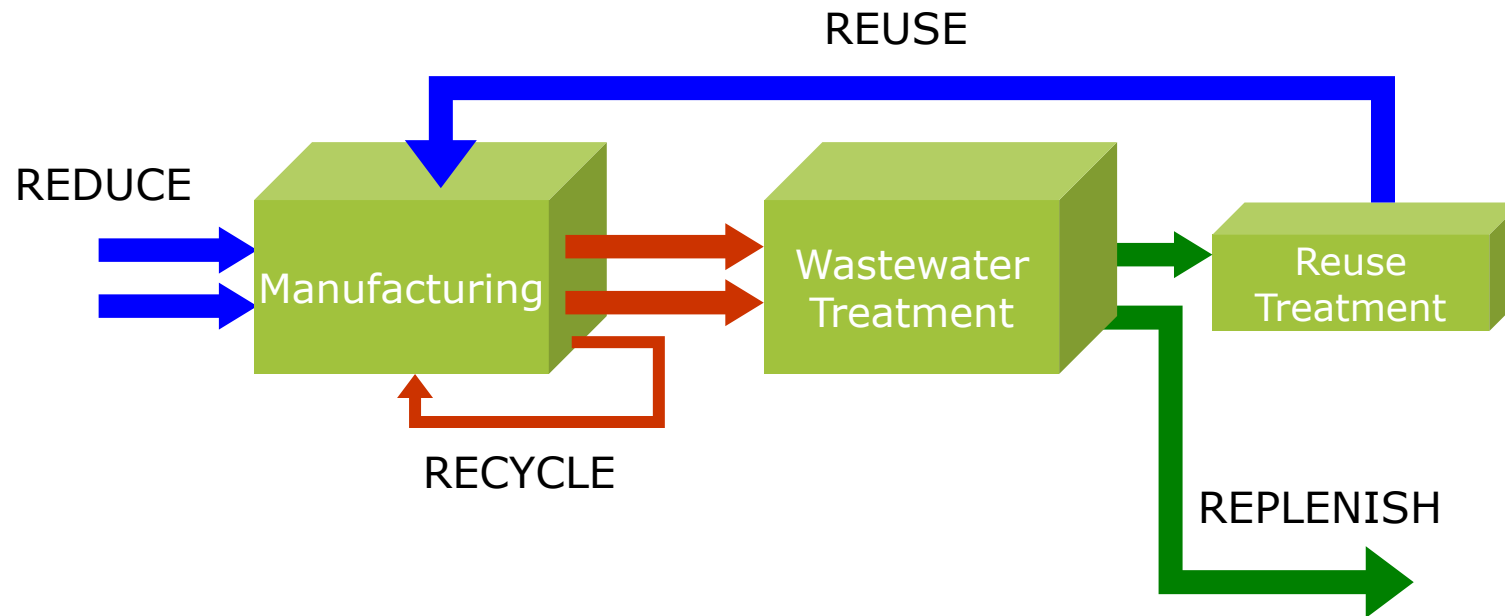 REUSE
REDUCE
Manufacturing
Wastewater
Treatment
Reuse
Treatment
RECYCLE
REPLENISH